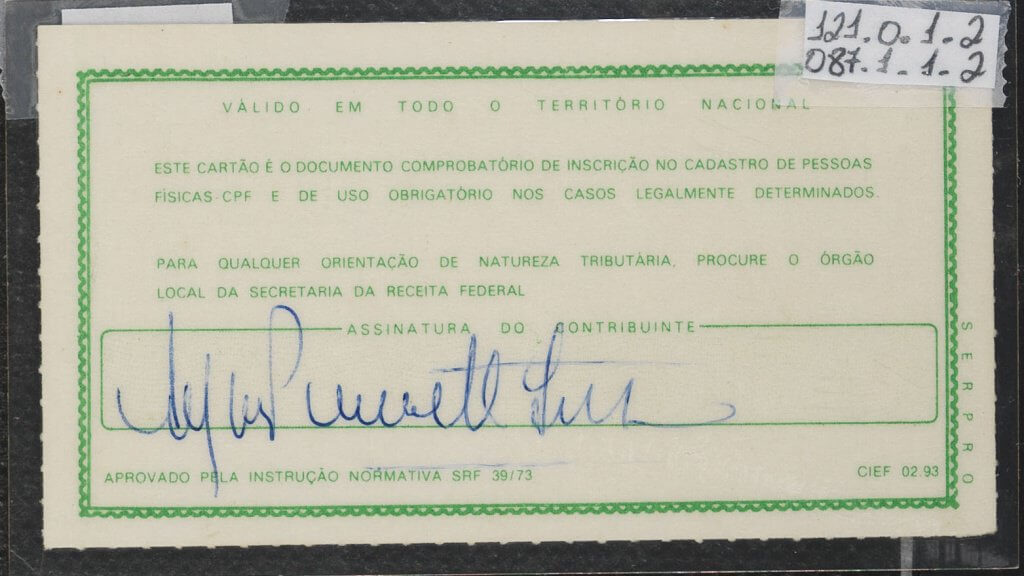 121.0.1-2
087.1-1-2
VÁLIDO EM TODO O TERRITÓRIO NACIONAL
ESTE CARTÃO É O DOCUMENTO COMPROBATÓRIO DE INSCRIÇÃO NO CADASTRO DE PESSOAS
FÍSICAS-CPF E DE USO OBRIGATÓRIO NOS CASOS LEGALMENTE DETERMINADOS.
PARA QUALQUER ORIENTAÇÃO DE NATUREZA TRIBUTÁRIA, PROCURE O ÓRGÃO
LOCAL DA SECRETARIA DA RECEITA FEDERAL
ASSINATURA DO CONTRIBUINTE
APROVADO PELA INSTRUÇÃO NORMATIVA SRF 39/73
CIEF 02.93
SERPRO